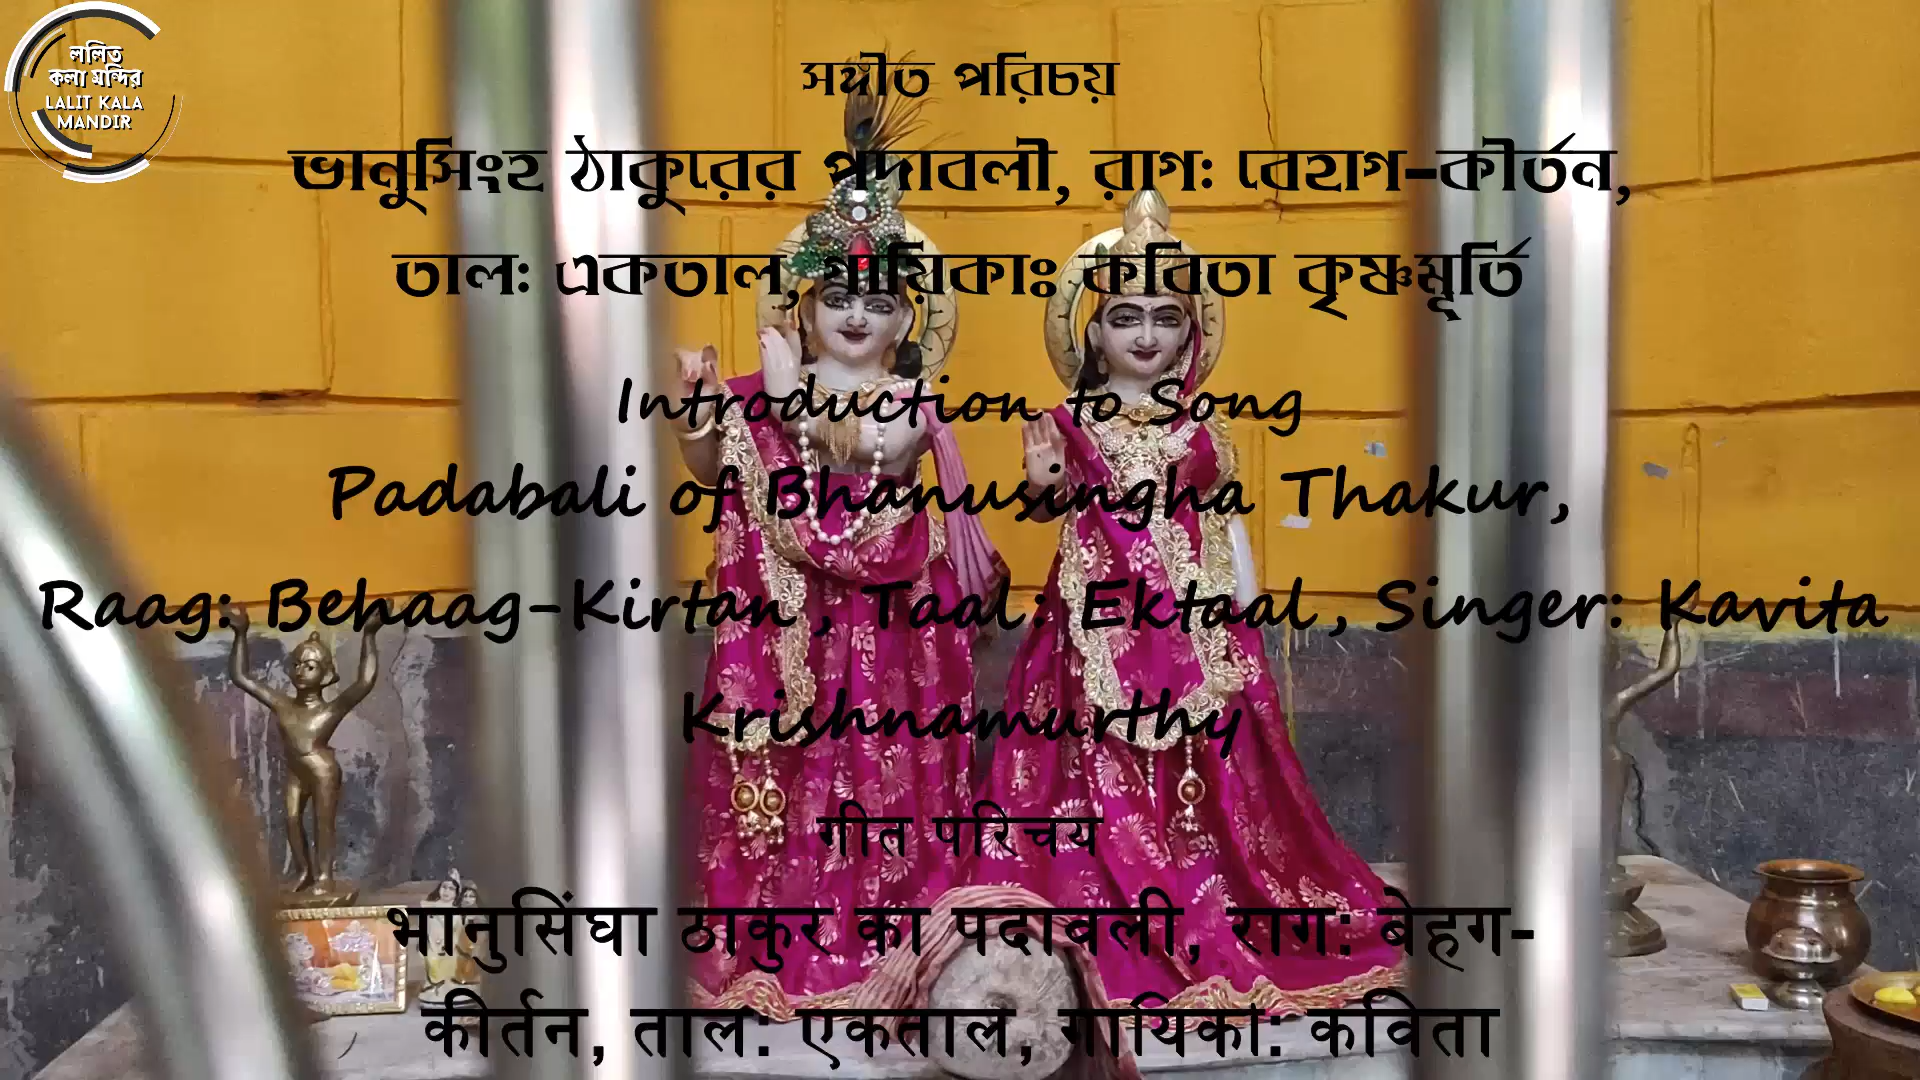 ললিত
কলা মন্দির
LALIT KALA
MANDIR
সঙ্গীত পরিচয়
ভানুসিংহ ঠাকুরের পদাবলী, রাগঃ বেহাগ-কীর্তন,
তালঃ একতাল, গায়িকাঃ কবিতা কৃষ্ণমূর্তি
Introduction to Song
Padabali of Bhanusingha Thakur,
Raag: Behaag-Kirtan, Taal: Ektaal, Singer: Kavita
Krishnamurthy
गीत परिचय
भानुसिंघा ठाकुर का पदावली, राग: बेहग-
कीर्तन, ताल: एकताल, गायिका: कविता